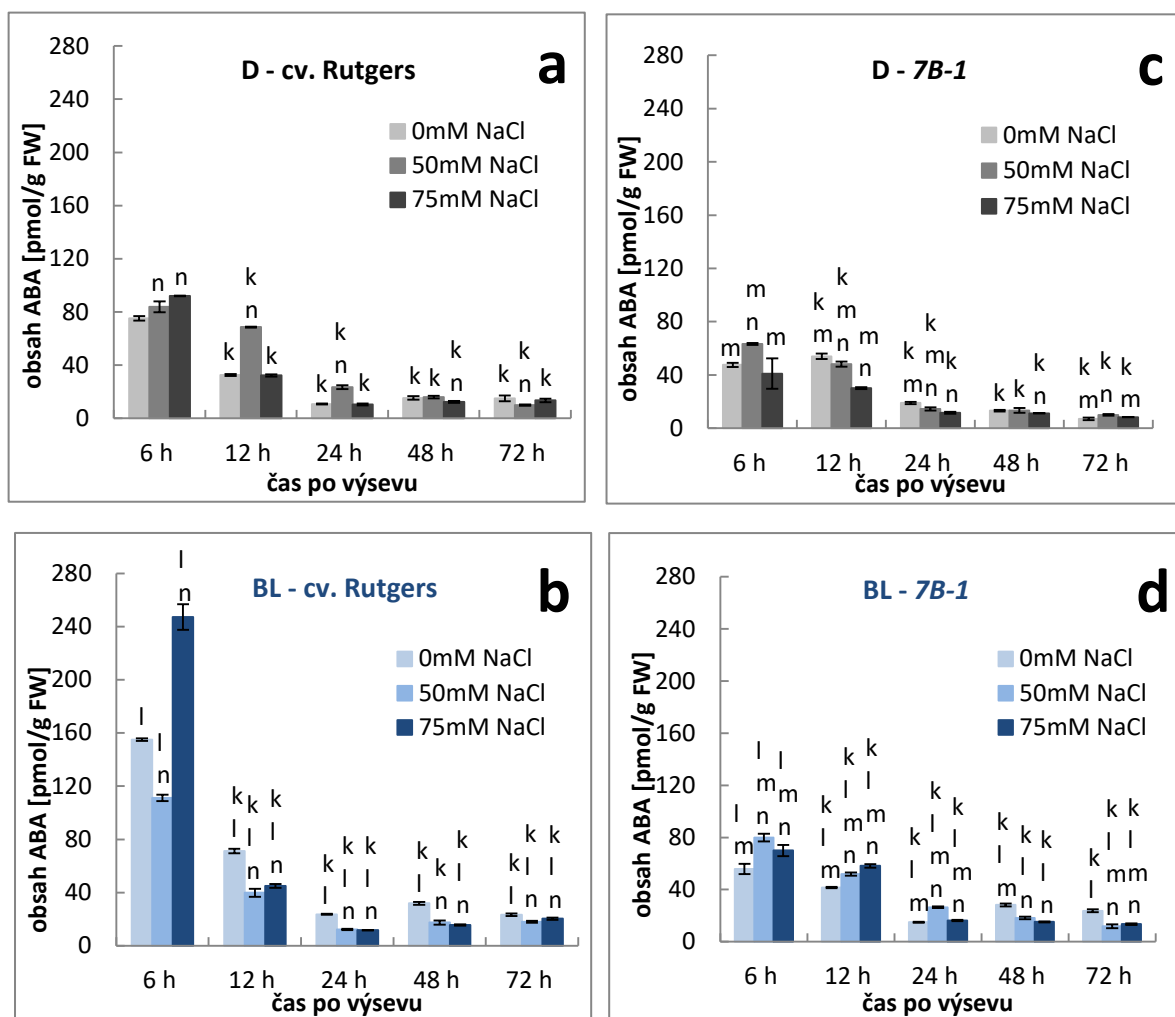 a
D - cv. Rutgers
obsah ABA [pmol/g FW]
280
240
200
160
120
80
40
0
0mM NaCl
50mM NaCl
75mM NaCl
n n
k
n
k k
k
n
k k
k k
k
n
k
k
n
k
6 h 12 h 24 h 48 h 72 h
čas po výsevu
c
D - 7B-1
obsah ABA [pmol/g FW]
280
240
200
160
120
80
40
0
0mM NaCl
50mM NaCl
75mM NaCl
m
m
n
m
k
m
k
m
n
m
n
k
m
k
m
n
k
n
k k
k
n
k
m
k
n
k
m
6 h 12 h 24 h 48 h 72 h
čas po výsevu
b
BL - cv. Rutgers
obsah ABA [pmol/g FW]
280
240
200
160
120
80
40
0
0mM NaCl
50mM NaCl
75mM NaCl
l
l
n
l
n
k
l
k
l
n
k
l
n
k
l
k
l
n
k
l
n
k
l
k
l
n
k
l
n
k
l
k
l
n
k
l
n
6 h 12 h 24 h 48 h 72 h
čas po výsevu
d
BL - 7B-1
obsah ABA [pmol/g FW]
280
240
200
160
120
80
40
0
0mM NaCl
50mM NaCl
75mM NaCl
l
m
l
m
n
l
m
n
k
l
m
k
l
m
n
k
l
m
n
k
l
m
k
l
m
n
k
l
m
n
k
l
m
k
l
n
k
l
n
k
l
k
l
m
n
k
l
m
n
6 h 12 h 24 h 48 h 72 h
čas po výsevu